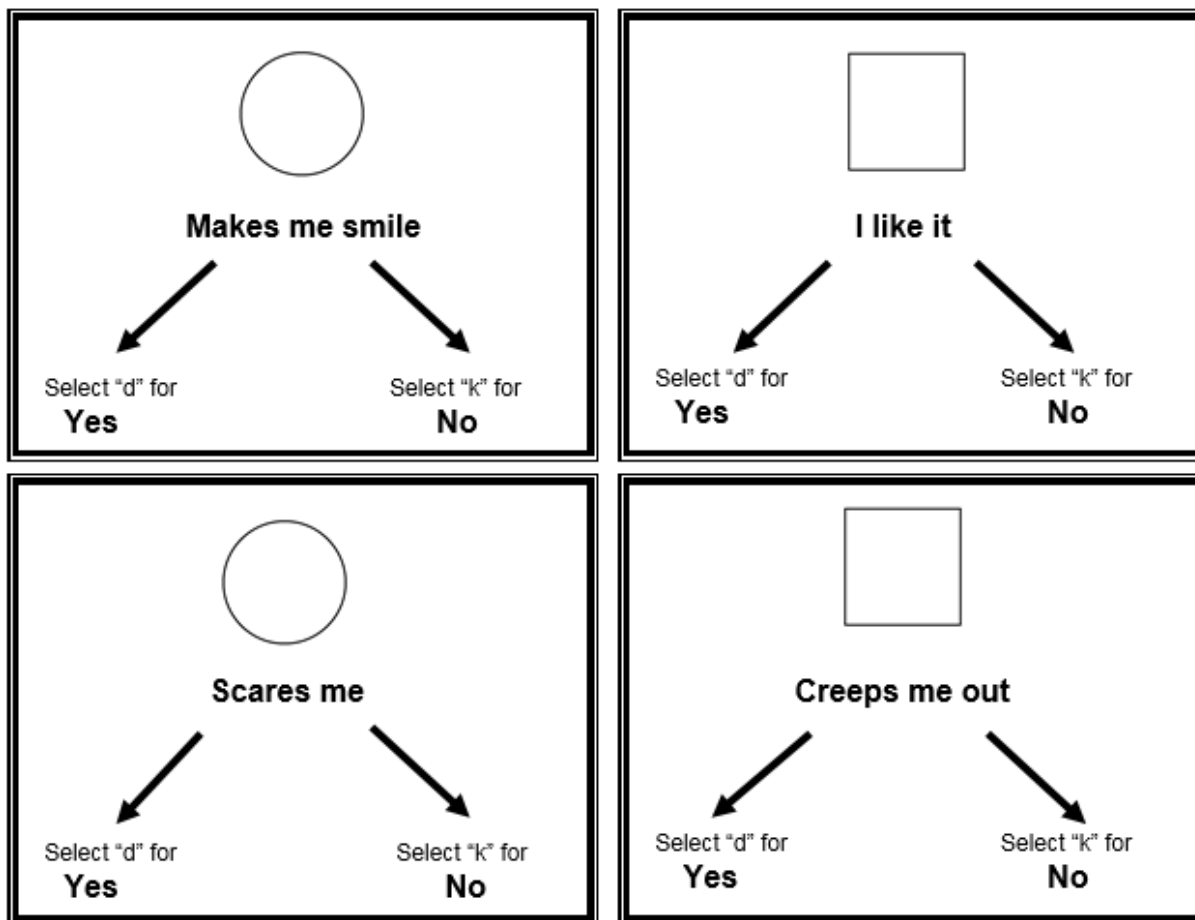 Makes me smile
Select “d” for
Yes
Select “k” for
No
I like it
Select “d” for
Yes
Select “k” for
No
Scares me
Select “d” for
Yes
Select “k” for
No
Creeps me out
Select “d” for
Yes
Select “k” for
No